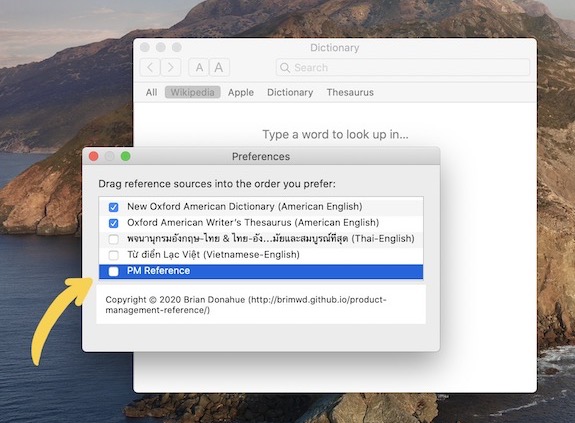 Dictionary
A A Search
All Wikipedia Apple Dictionary Thesaurus
Type a word to look up in...
Preferences
Drag reference sources into the order you prefer:
New Oxford American Dictionary (American English)
Oxford American Writer's Thesaurus (American English)
พจนานุกรมอังกฤษ-ไทย & ไทย-อัง...มัยและสมบูรณ์ที่สุด (Thai-English)
Từ điển Lạc Việt (Vietnamese-English)
PM Reference
Copyright © 2020 Brian Donahue (http://brimwd.github.io/product-
management-reference/)